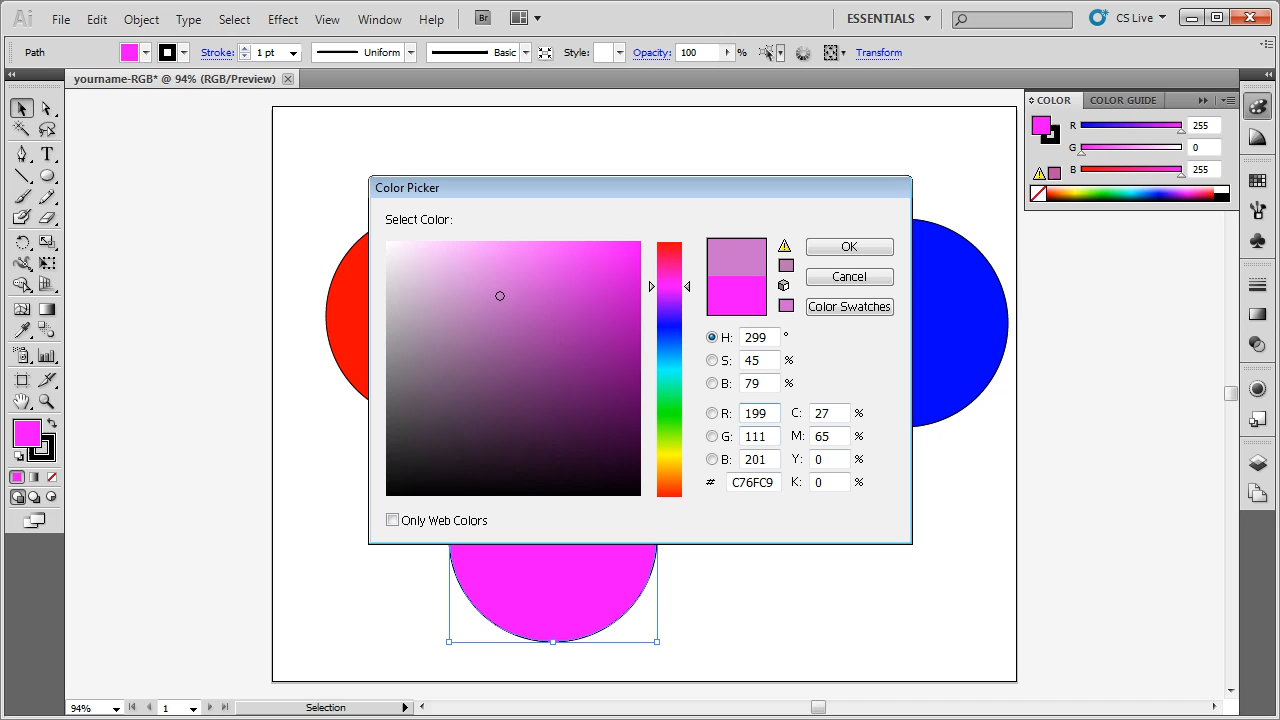 Ai File Edit Object Type Select Effect View Window Help Br ESSENTIALS CS Live
Path Stroke: 1 pt Uniform Basic Style: Opacity: 100 % Transform
yourname-RGB* @ 94% (RGB/Preview)
COLOR COLOR GUIDE
R 255
G 0
B 255
Color Picker
Select Color:
OK
Cancel
Color Swatches
H: 299 °
S: 45 %
B: 79 %
R: 199 C: 27 %
G: 111 M: 65 %
B: 201 Y: 0 %
# C76FC9 K: 0 %
Only Web Colors
T
94% 1 Selection